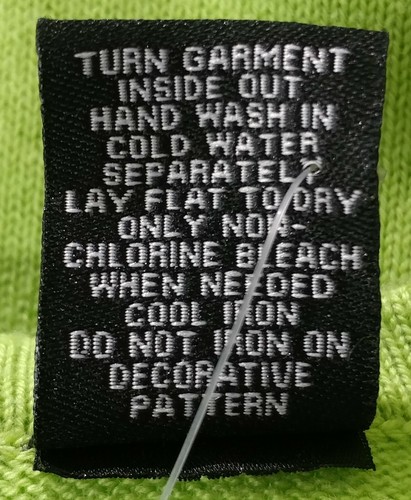 TURN GARMENT
INSIDE OUT
HAND WASH IN
COLD WATER
SEPARATELY
LAY FLAT TO DRY
ONLY NON-
CHLORINE BLEACH
WHEN NEEDED
COOL IRON
DO NOT IRON ON
DECORATIVE
PATTERN